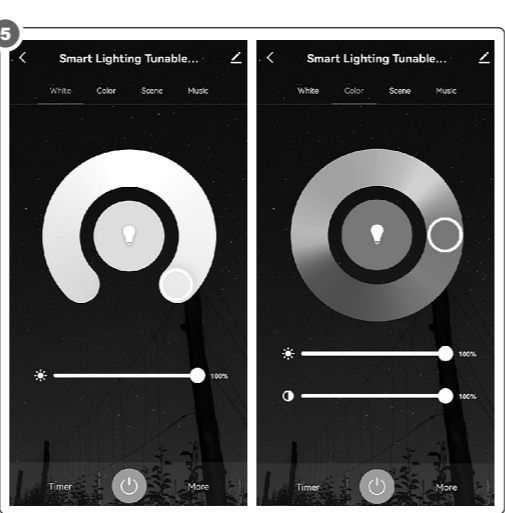 5
Smart Lighting Tunable...
White Color Scene Music
100%
Timer More
Smart Lighting Tunable...
White Color Scene Music
100%
100%
Timer More